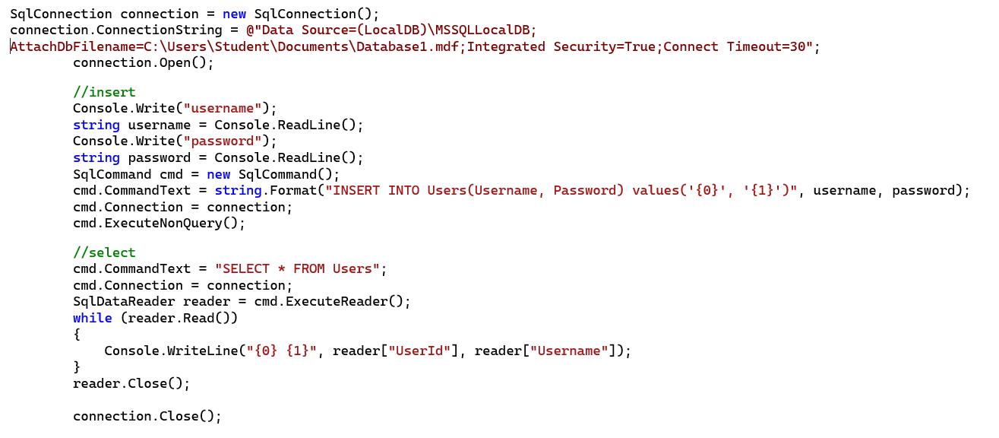 SqlConnection connection = new SqlConnection();
connection.ConnectionString = @"Data Source=(LocalDB)\MSSQLLocalDB;
AttachDbFilename=C:\Users\Student\Documents\Database1.mdf;Integrated Security=True;Connect Timeout=30";
        connection.Open();

        //insert
        Console.Write("username");
        string username = Console.ReadLine();
        Console.Write("password");
        string password = Console.ReadLine();
        SqlCommand cmd = new SqlCommand();
        cmd.CommandText = string.Format("INSERT INTO Users(Username, Password) values('{0}', '{1}')", username, password);
        cmd.Connection = connection;
        cmd.ExecuteNonQuery();

        //select
        cmd.CommandText = "SELECT * FROM Users";
        cmd.Connection = connection;
        SqlDataReader reader = cmd.ExecuteReader();
        while (reader.Read())
        {
            Console.WriteLine("{0} {1}", reader["UserId"], reader["Username"]);
        }
        reader.Close();

        connection.Close();